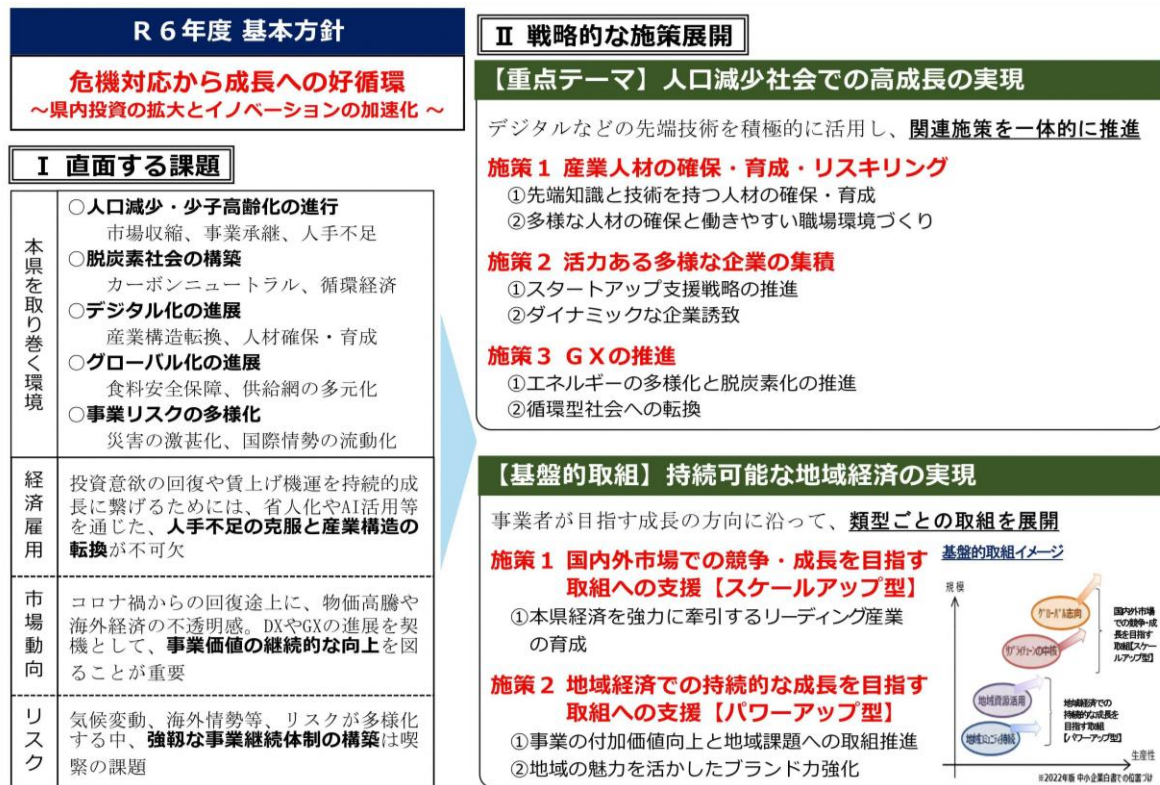 R6年度 基本方針
危機対応から成長への好循環
～県内投資の拡大とイノベーションの加速化 ～
Ⅰ 直面する課題
本県を取り巻く環境
○人口減少・少子高齢化の進行
市場収縮、事業承継、人手不足
○脱炭素社会の構築
カーボンニュートラル、循環経済
○デジタル化の進展
産業構造転換、人材確保・育成
○グローバル化の進展
食料安全保障、供給網の多元化
○事業リスクの多様化
災害の激甚化、国際情勢の流動化
経済雇用
投資意欲の回復や賃上げ機運を持続的成
長に繋げるためには、省人化やAI活用等
を通じた、人手不足の克服と産業構造の
転換が不可欠
市場動向
コロナ禍からの回復途上に、物価高騰や
海外経済の不透明感。DXやGXの進展を契
機として、事業価値の継続的な向上を図
ることが重要
リスク
気候変動、海外情勢等、リスクが多様化
する中、強靱な事業継続体制の構築は喫
緊の課題
Ⅱ 戦略的な施策展開
【重点テーマ】人口減少社会での高成長の実現
デジタルなどの先端技術を積極的に活用し、関連施策を一体的に推進
施策1 産業人材の確保・育成・リスキリング
①先端知識と技術を持つ人材の確保・育成
②多様な人材の確保と働きやすい職場環境づくり
施策2 活力ある多様な企業の集積
①スタートアップ支援戦略の推進
②ダイナミックな企業誘致
施策3 GXの推進
①エネルギーの多様化と脱炭素化の推進
②循環型社会への転換
【基盤的取組】持続可能な地域経済の実現
事業者が目指す成長の方向に沿って、類型ごとの取組を展開
施策1 国内外市場での競争・成長を目指す
取組への支援【スケールアップ型】
①本県経済を強力に牽引するリーディング産業
の育成
施策2 地域経済での持続的な成長を目指す
取組への支援【パワーアップ型】
①事業の付加価値向上と地域課題への取組推進
②地域の魅力を活かしたブランド力強化
基盤的取組イメージ
規模
グローバル志向
サプライチェーンの中核
地域資源活用
地域コミュニティ持続
国内外市場
での競争・成
長を目指す
取組【スケー
ルアップ型】
地域経済での
持続的な成長を
目指す取組
【パワーアップ型】
生産性
※2022年版 中小企業白書での位置づけ